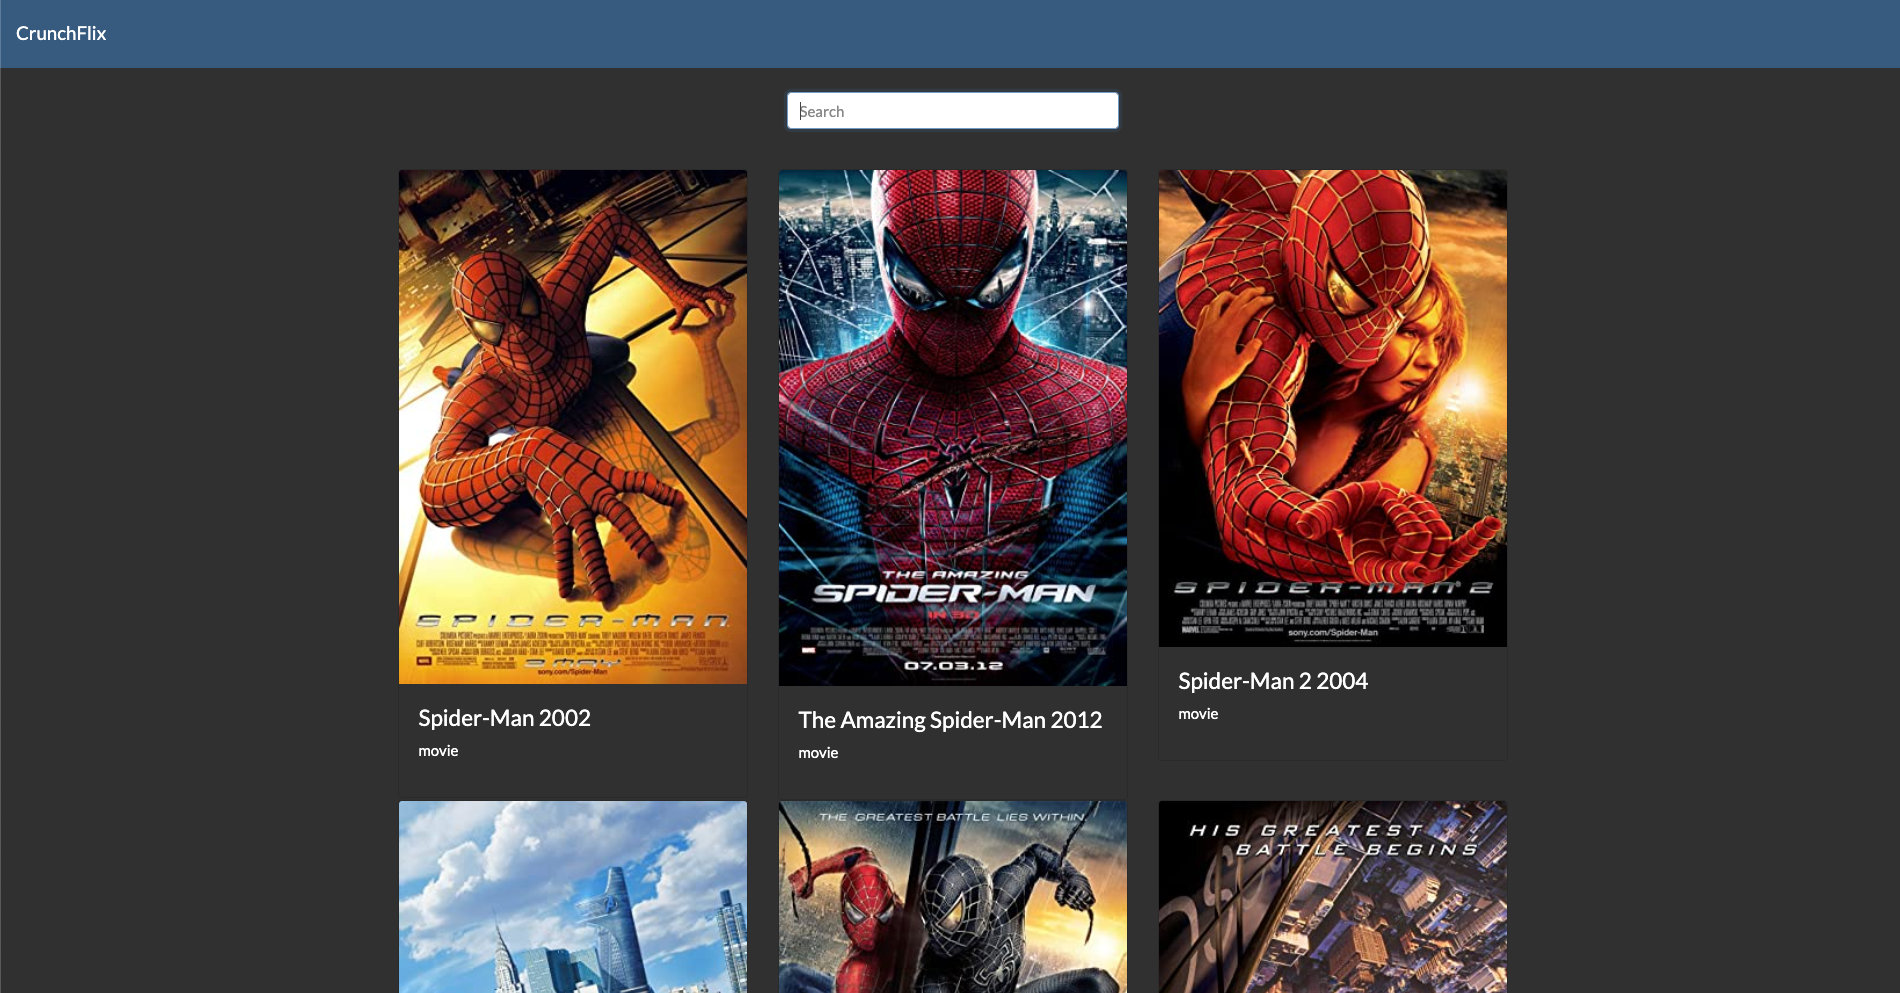 CrunchFlix
Search
SPIDER-MAN
2 MAY
sony.com/Spider-Man
Spider-Man 2002
movie
THE AMAZING
SPIDER-MAN
IN 3D
07.03.12
The Amazing Spider-Man 2012
movie
SPIDER-MAN 2
sony.com/Spider-Man
Spider-Man 2 2004
movie
THE GREATEST BATTLE LIES WITHIN.
HIS GREATEST
BATTLE BEGINS